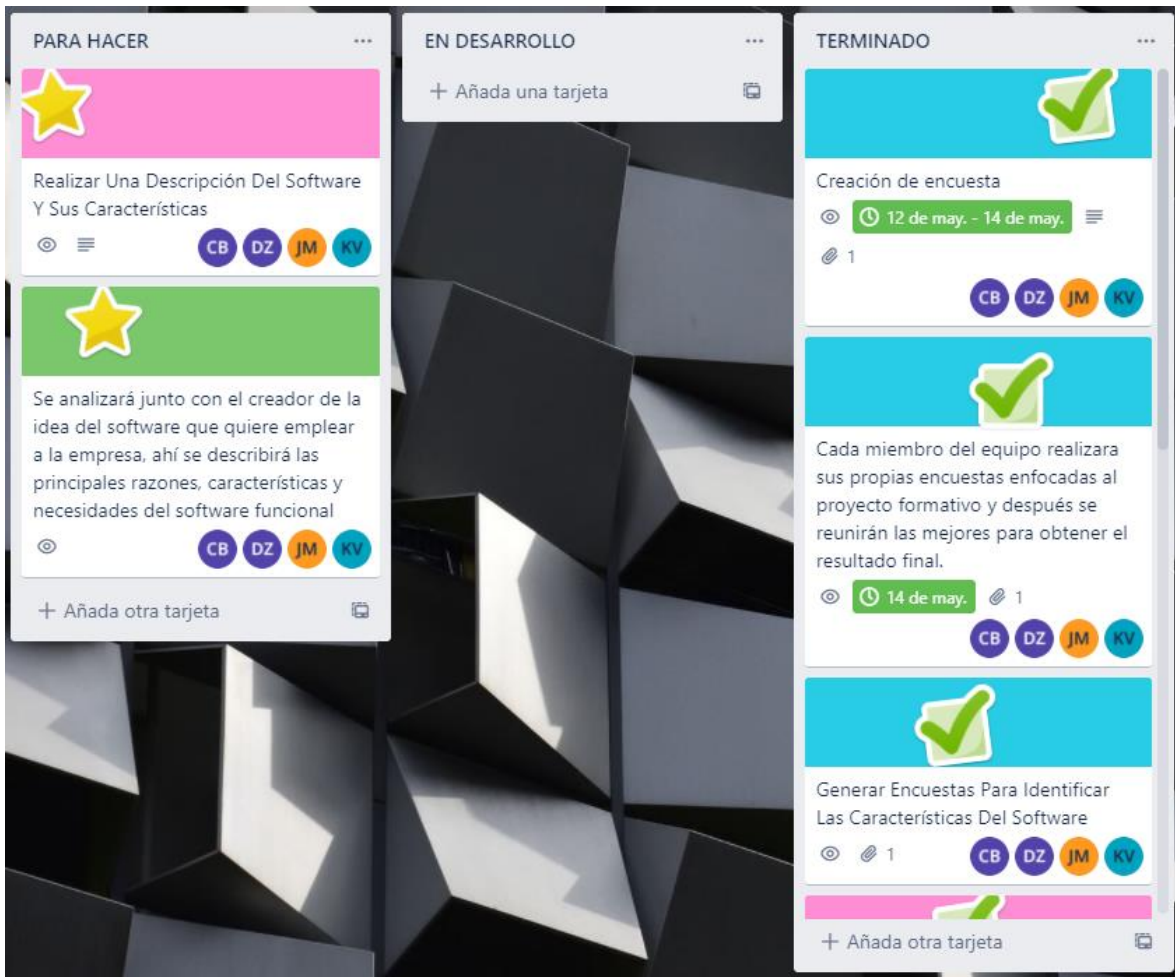 PARA HACER
Realizar Una Descripción Del Software
Y Sus Características
CB DZ JM KV
Se analizará junto con el creador de la
idea del software que quiere emplear
a la empresa, ahí se describirá las
principales razones, características y
necesidades del software funcional
CB DZ JM KV
+ Añada otra tarjeta
EN DESARROLLO
+ Añada una tarjeta
TERMINADO
Creación de encuesta
12 de may. - 14 de may.
1
CB DZ JM KV
Cada miembro del equipo realizara
sus propias encuestas enfocadas al
proyecto formativo y después se
reunirán las mejores para obtener el
resultado final.
14 de may. 1
CB DZ JM KV
Generar Encuestas Para Identificar
Las Características Del Software
1 CB DZ JM KV
+ Añada otra tarjeta